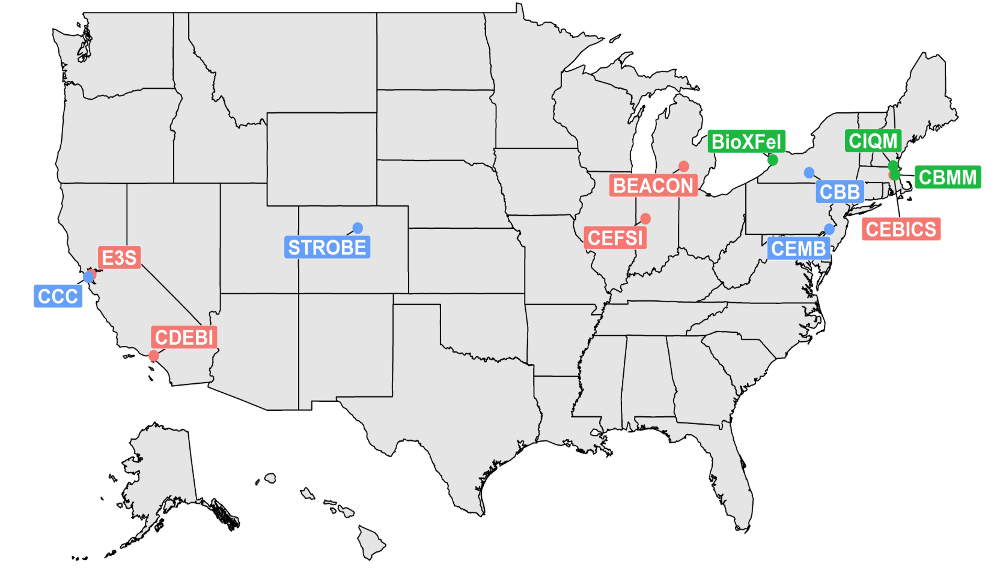 BioXFel
CIQM
CBMM
BEACON
CBB
CEFSI
CEBICS
STROBE
CEMB
E3S
CCC
CDEBI